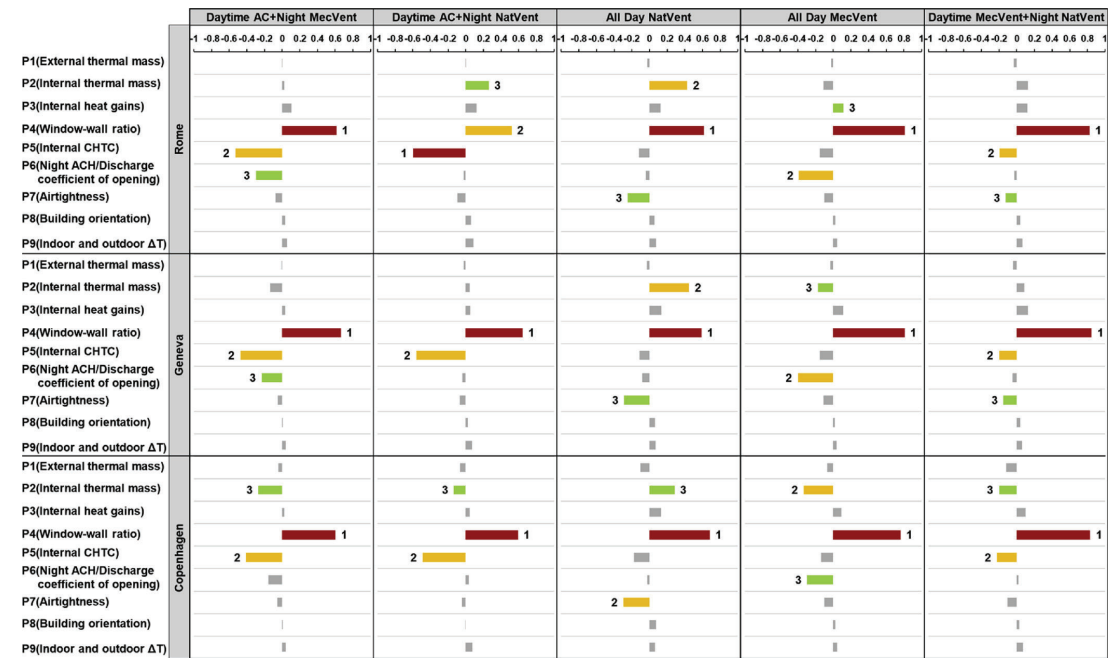 Daytime AC+Night MecVent Daytime AC+Night NatVent All Day NatVent All Day MecVent Daytime MecVent+Night NatVent
-1 -0.8 -0.6 -0.4 -0.2 0 0.2 0.4 0.6 0.8 1 -1 -0.8 -0.6 -0.4 -0.2 0 0.2 0.4 0.6 0.8 1 -1 -0.8 -0.6 -0.4 -0.2 0 0.2 0.4 0.6 0.8 1 -1 -0.8 -0.6 -0.4 -0.2 0 0.2 0.4 0.6 0.8 1 -1 -0.8 -0.6 -0.4 -0.2 0 0.2 0.4 0.6 0.8 1
Rome
P1(External thermal mass)
P2(Internal thermal mass) 3 2
P3(Internal heat gains) 3
P4(Window-wall ratio) 1 2 1 1 1
P5(Internal CHTC) 2 1 2
P6(Night ACH/Discharge
coefficient of opening) 3 2
P7(Airtightness) 3 3
P8(Building orientation)
P9(Indoor and outdoor ΔT)
Geneva
P1(External thermal mass)
P2(Internal thermal mass) 2 3
P3(Internal heat gains)
P4(Window-wall ratio) 1 1 1 1 1
P5(Internal CHTC) 2 2 2
P6(Night ACH/Discharge
coefficient of opening) 3 2
P7(Airtightness) 3 3
P8(Building orientation)
P9(Indoor and outdoor ΔT)
Copenhagen
P1(External thermal mass)
P2(Internal thermal mass) 3 3 3 2 3
P3(Internal heat gains)
P4(Window-wall ratio) 1 1 1 1 1
P5(Internal CHTC) 2 2 2
P6(Night ACH/Discharge
coefficient of opening) 3
P7(Airtightness) 2
P8(Building orientation)
P9(Indoor and outdoor ΔT)